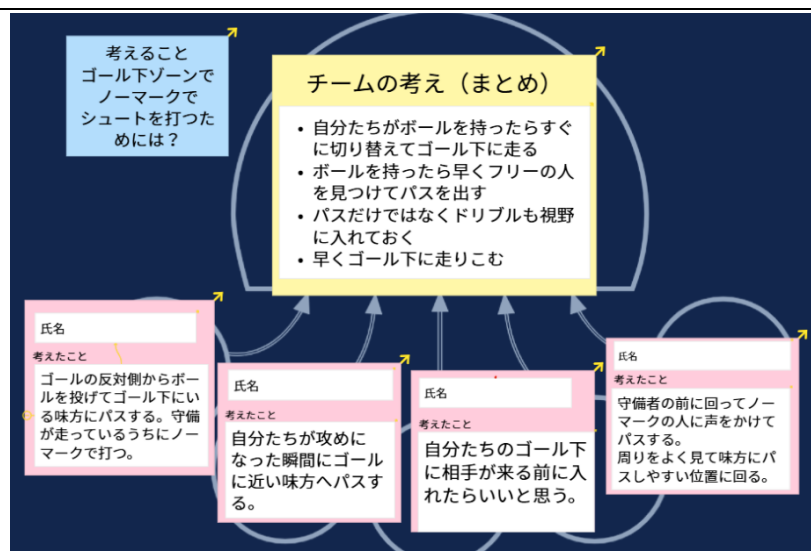 考えること
ゴール下ゾーンで
ノーマークで
シュートを打つた
めには？
チームの考え（まとめ）
• 自分たちがボールを持ったらすぐ
に切り替えてゴール下に走る
• ボールを持ったら早くフリーの人
を見つけてパスを出す
• パスだけではなくドリブルも視野
に入れておく
• 早くゴール下に走りこむ
氏名
考えたこと
ゴールの反対側からボー
ルを投げてゴール下にい
る味方にパスする。守備
が走っているうちにノー
マークで打つ。
氏名
考えたこと
自分たちが攻めに
なった瞬間にゴール
に近い味方へパスす
る。
氏名
考えたこと
自分たちのゴール下
に相手が来る前に入
れたらいいと思う。
氏名
考えたこと
守備者の前に回ってノー
マークの人に声をかけて
パスする。
周りをよく見て味方にパ
スしやすい位置に回る。